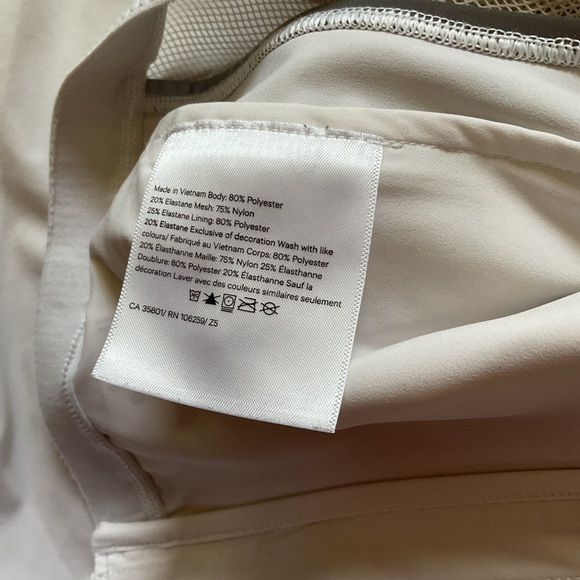 Made in Vietnam Body: 80% Polyester
20% Elastane Mesh: 75% Nylon
25% Elastane Lining: 80% Polyester
20% Elastane Exclusive of decoration Wash with like
colours/ Fabriqué au Vietnam Corps: 80% Polyester
20% Élasthanne Maille: 75% Nylon 25% Élasthanne
Doublure: 80% Polyester 20% Élasthanne Sauf la
décoration Laver avec des couleurs similaires seulement
CA 35801/ RN 106259/ Z5